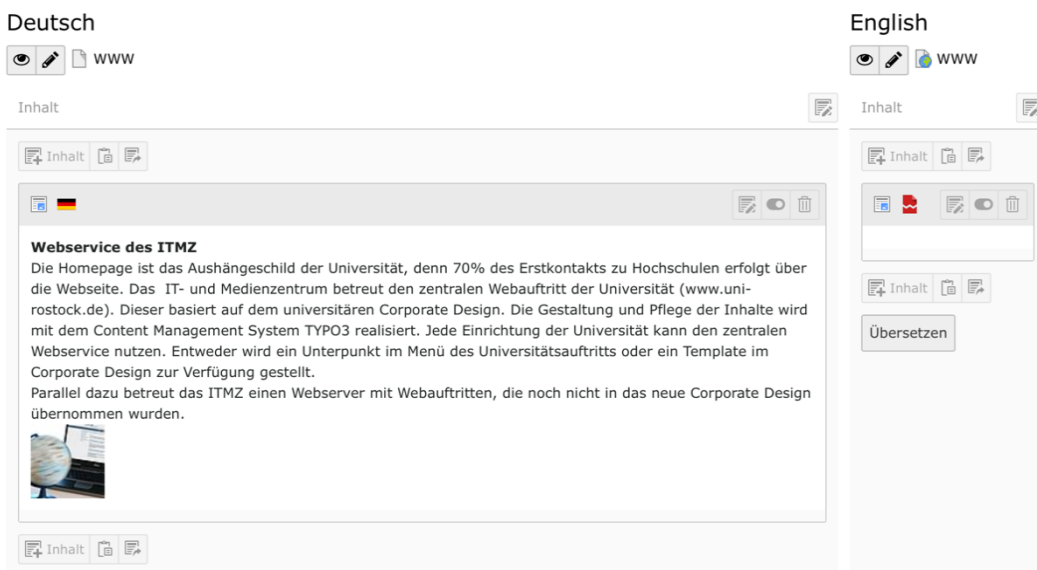 Deutsch
English
www
www
Inhalt
Inhalt
Inhalt
Inhalt
Webservice des ITMZ
Die Homepage ist das Aushängeschild der Universität, denn 70% des Erstkontakts zu Hochschulen erfolgt über
die Webseite. Das  IT- und Medienzentrum betreut den zentralen Webauftritt der Universität (www.uni-
rostock.de). Dieser basiert auf dem universitären Corporate Design. Die Gestaltung und Pflege der Inhalte wird
mit dem Content Management System TYPO3 realisiert. Jede Einrichtung der Universität kann den zentralen
Webservice nutzen. Entweder wird ein Unterpunkt im Menü des Universitätsauftritts oder ein Template im
Corporate Design zur Verfügung gestellt.
Parallel dazu betreut das ITMZ einen Webserver mit Webauftritten, die noch nicht in das neue Corporate Design
übernommen wurden.
Inhalt
Inhalt
Übersetzen